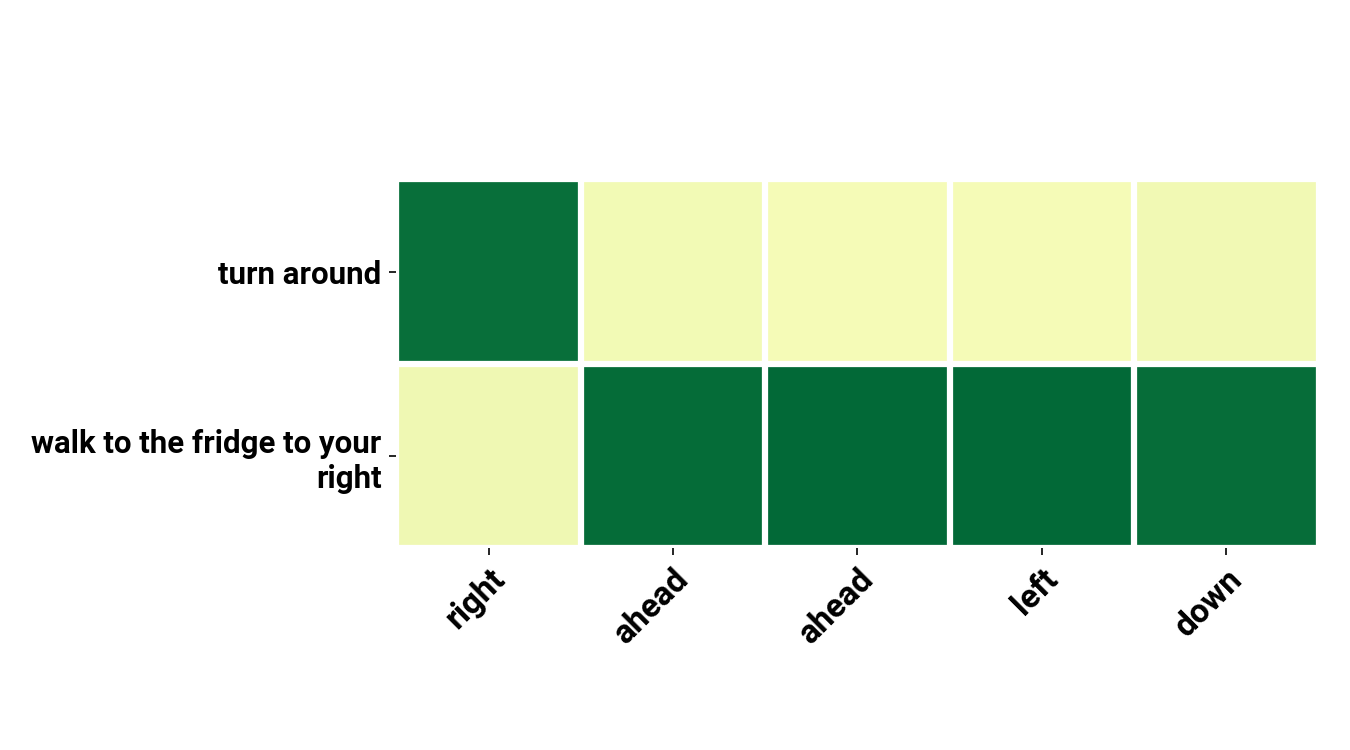 turn around
walk to the fridge to your
right
right
ahead
ahead
left
down